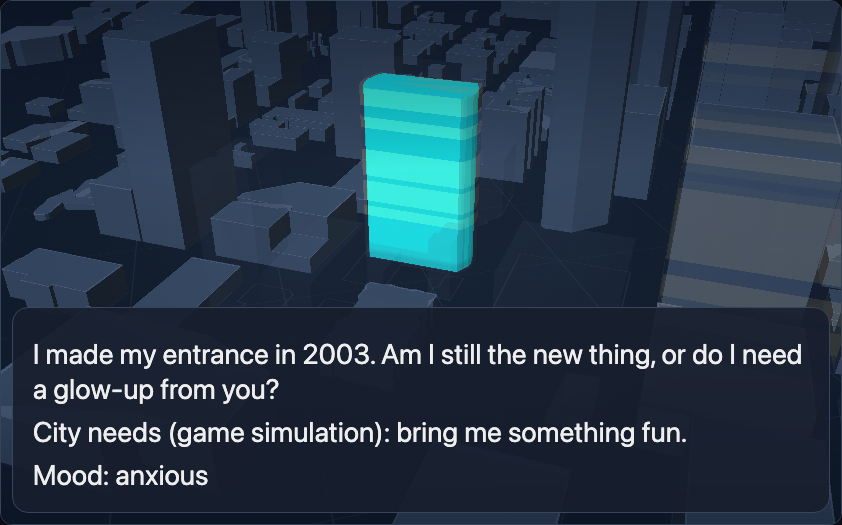 I made my entrance in 2003. Am I still the new thing, or do I need
a glow-up from you?
City needs (game simulation): bring me something fun.
Mood: anxious